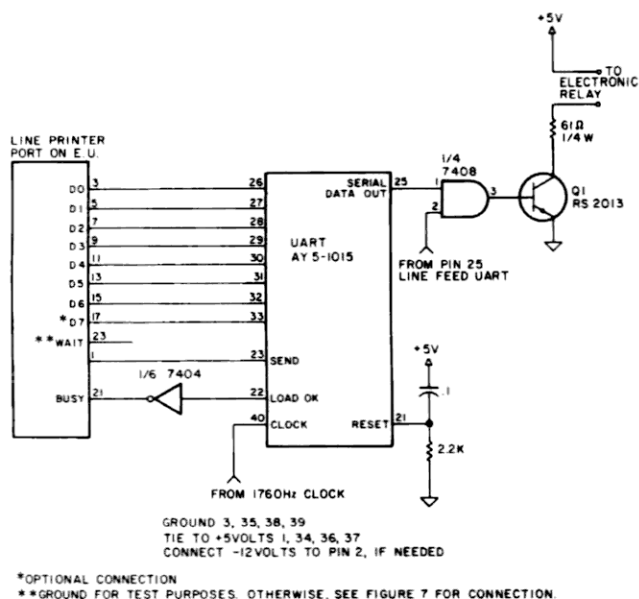 +5V
TO
ELECTRONIC
RELAY
61Ω
1/4 W
LINE PRINTER
PORT ON E.U.
1/4
7408
D0 3 26 SERIAL DATA OUT 25 1 3 Q1
RS 2013
D1 5 27
2
D2 7 28
D3 9 29 UART
D4 11 30 AY 5-1015
FROM PIN 25
LINE FEED UART
D5 13 31
D6 15 32
*D7 17 33
**WAIT 23
1 23 SEND
+5V
1/6 7404
.1
BUSY 21 22 LOAD OK
40 CLOCK RESET 21
2.2K
FROM 1760Hz CLOCK
GROUND 3, 35, 38, 39
TIE TO +5VOLTS 1, 34, 36, 37
CONNECT -12VOLTS TO PIN 2, IF NEEDED
*OPTIONAL CONNECTION
**GROUND FOR TEST PURPOSES. OTHERWISE, SEE FIGURE 7 FOR CONNECTION.